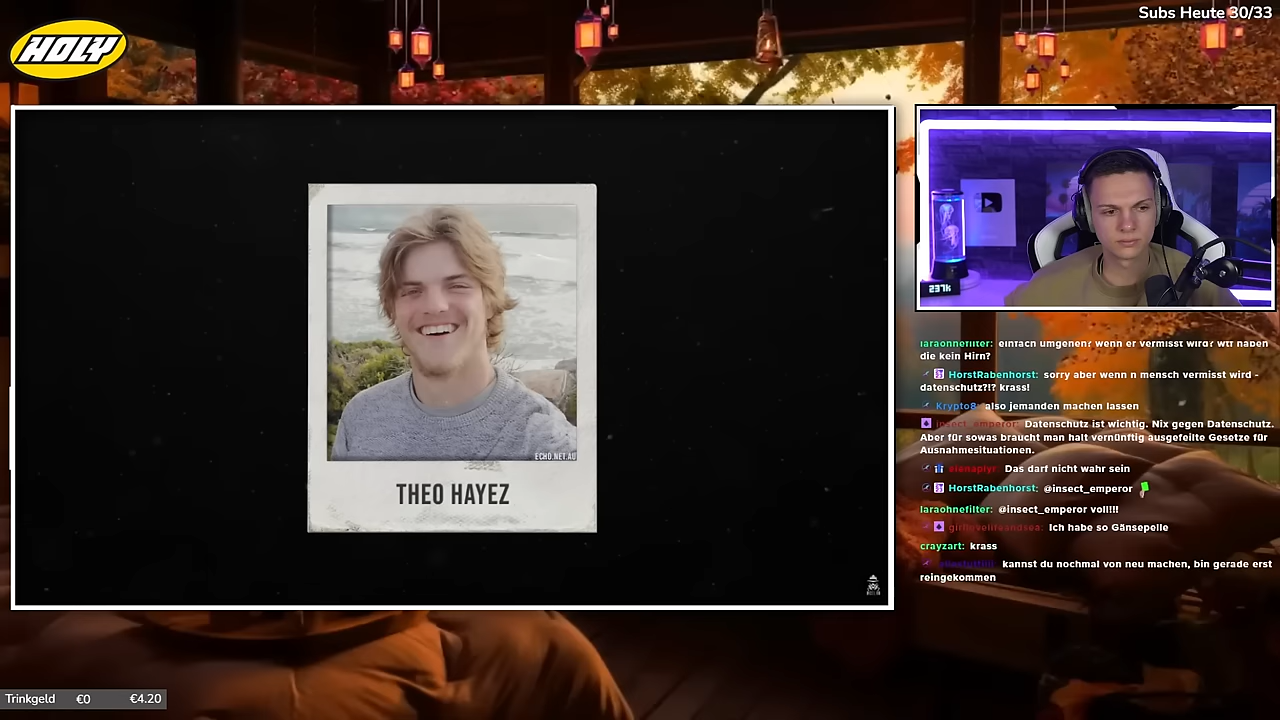 HOLY
Subs Heute 30/33
ECHO.NET.AU
THEO HAYEZ
237k
laraohnefilter: einfach umgehen? wenn er vermisst wird? wtf haben
die kein Hirn?
HorstRabenhorst: sorry aber wenn n mensch vermisst wird -
datenschutz?!? krass!
Krypto8: also jemanden machen lassen
insect_emperor: Datenschutz ist wichtig. Nix gegen Datenschutz.
Aber für sowas braucht man halt vernünftig ausgefeilte Gesetze für
Ausnahmesituationen.
Das darf nicht wahr sein
HorstRabenhorst: @insect_emperor
laraohnefilter: @insect_emperor voll!!!
Ich habe so Gänsepelle
crayzart: krass
kannst du nochmal von neu machen, bin gerade erst
reingekommen
Trinkgeld €0 €4.20